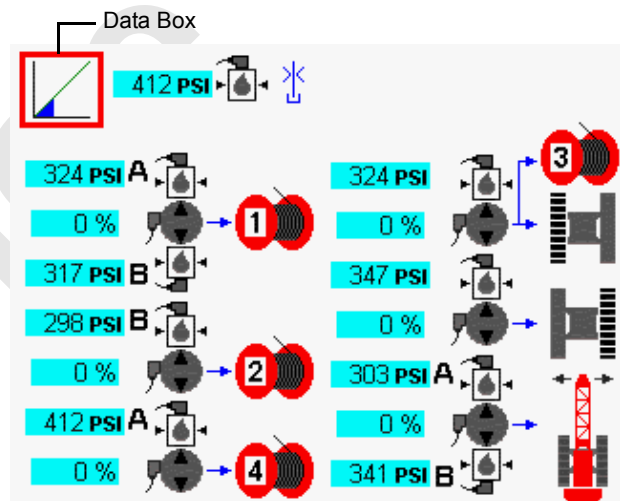 Data Box
412 PSI
324 PSI A
0 % 1
317 PSI B
298 PSI B
0 % 2
412 PSI A
0 % 4
3
324 PSI
0 %
347 PSI
0 %
303 PSI A
0 %
341 PSI B